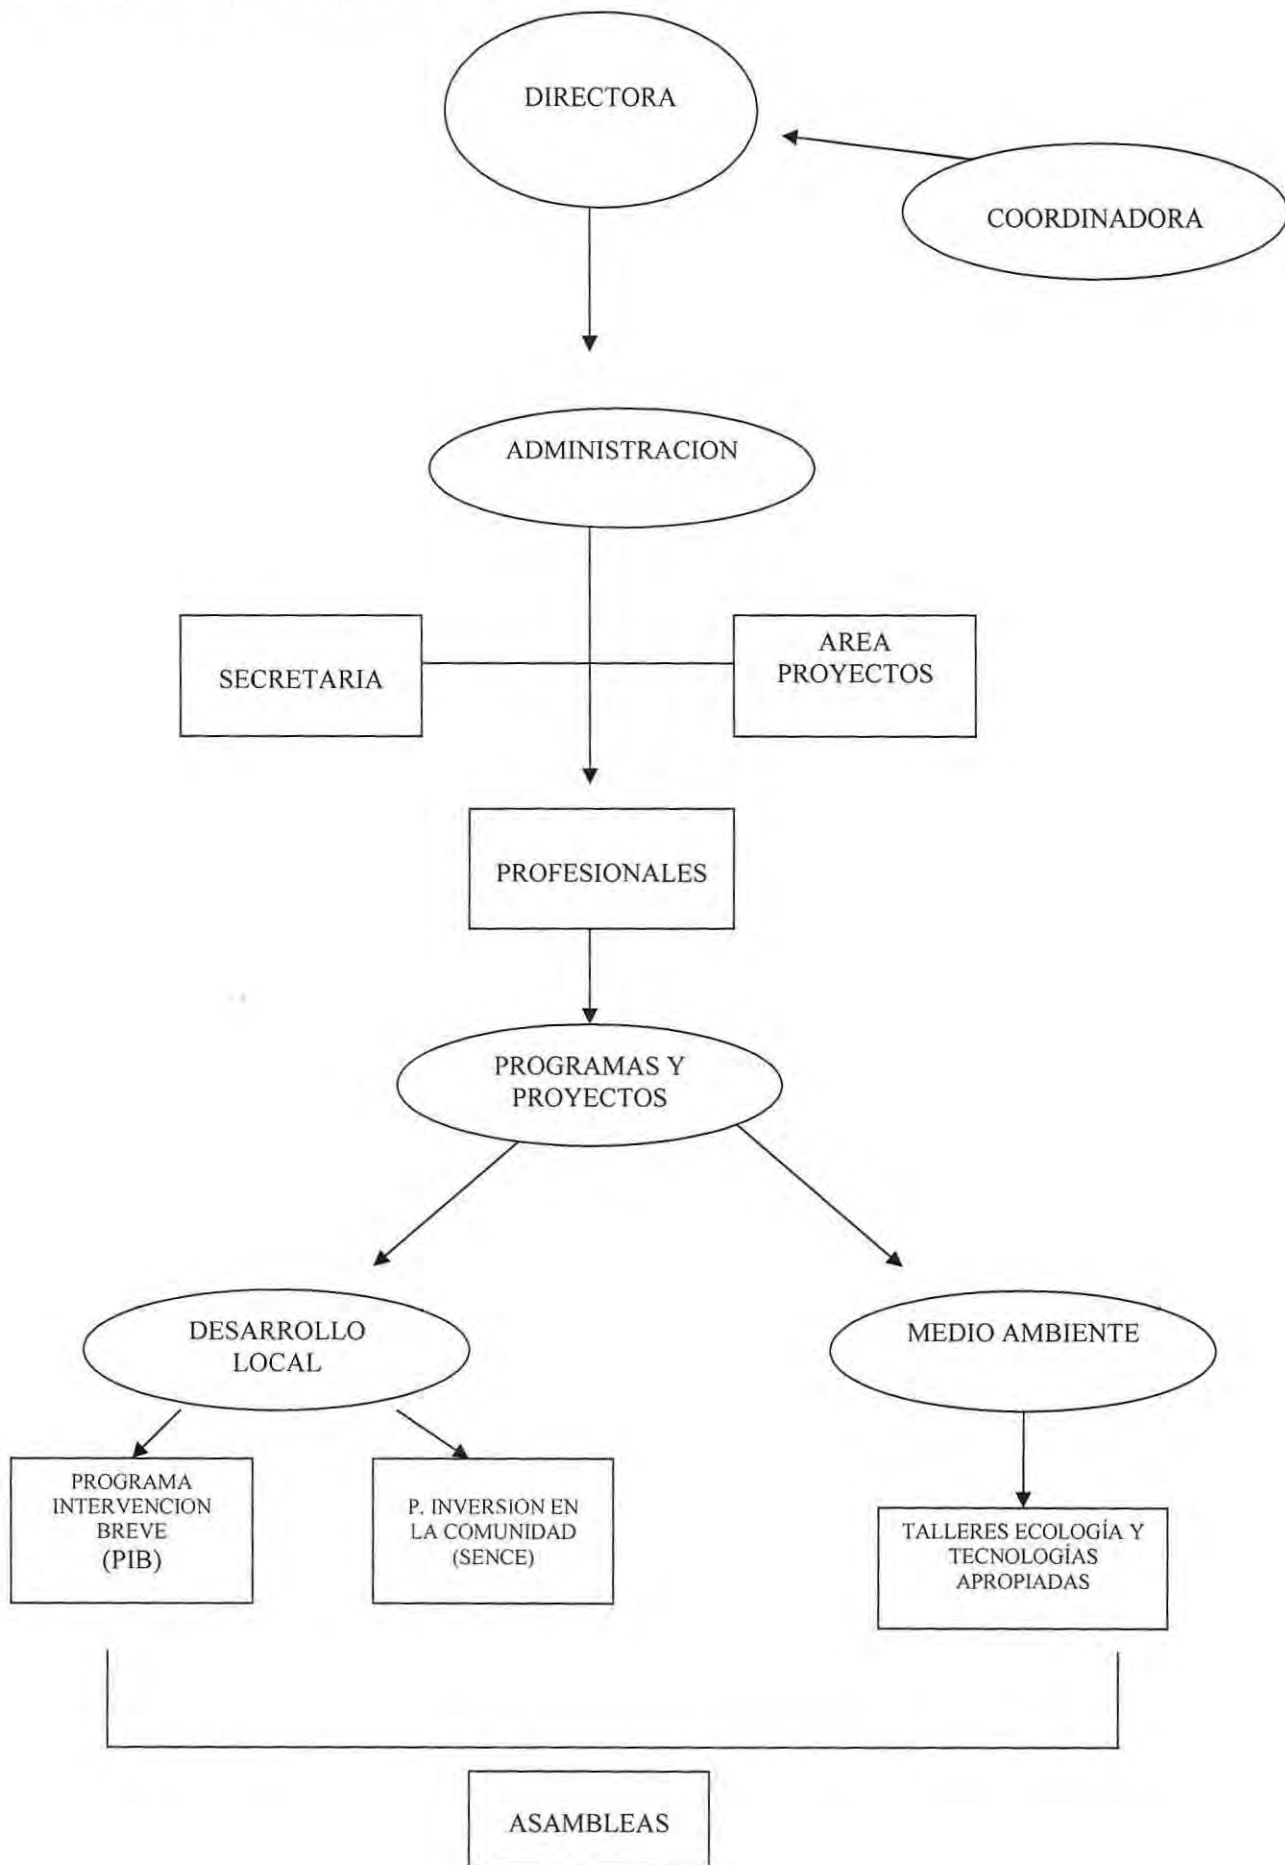 DIRECTORA
COORDINADORA
ADMINISTRACION
SECRETARIA
AREA
PROYECTOS
PROFESIONALES
PROGRAMAS Y
PROYECTOS
DESARROLLO
LOCAL
MEDIO AMBIENTE
PROGRAMA
INTERVENCION
BREVE
(PIB)
P. INVERSION EN
LA COMUNIDAD
(SENCE)
TALLERES ECOLOGÍA Y
TECNOLOGÍAS
APROPIADAS
ASAMBLEAS